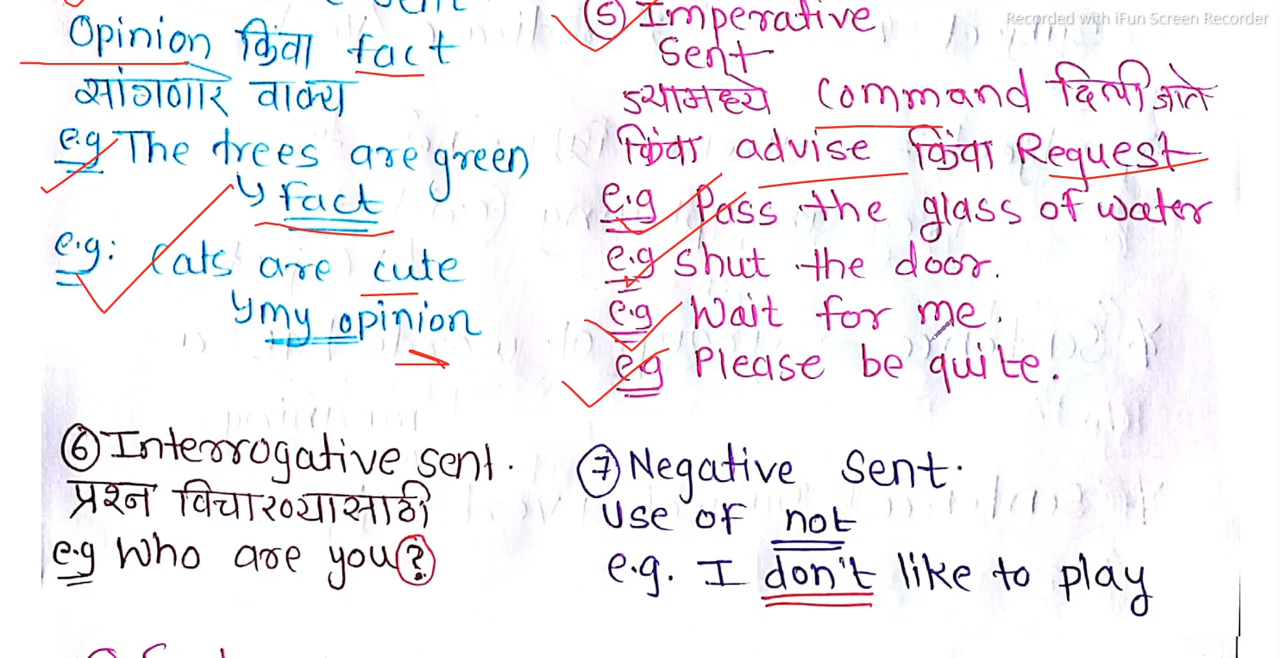 Opinion किंवा fact
सांगणारे वाक्य
e.g The trees are green
↳ fact
e.g: Cats are cute
↳ my opinion
Recorded with iFun Screen Recorder
⑤ Imperative
Sent
ज्यामध्ये command दिली जाते
किंवा advise किंवा Request
e.g Pass the glass of water
e.g shut the door.
e.g Wait for me.
eg Please be quite.
⑥ Interrogative sent.
प्रश्न विचारण्यासाठी
e.g Who are you?
⑦ Negative sent.
Use of not
e.g. I don't like to play